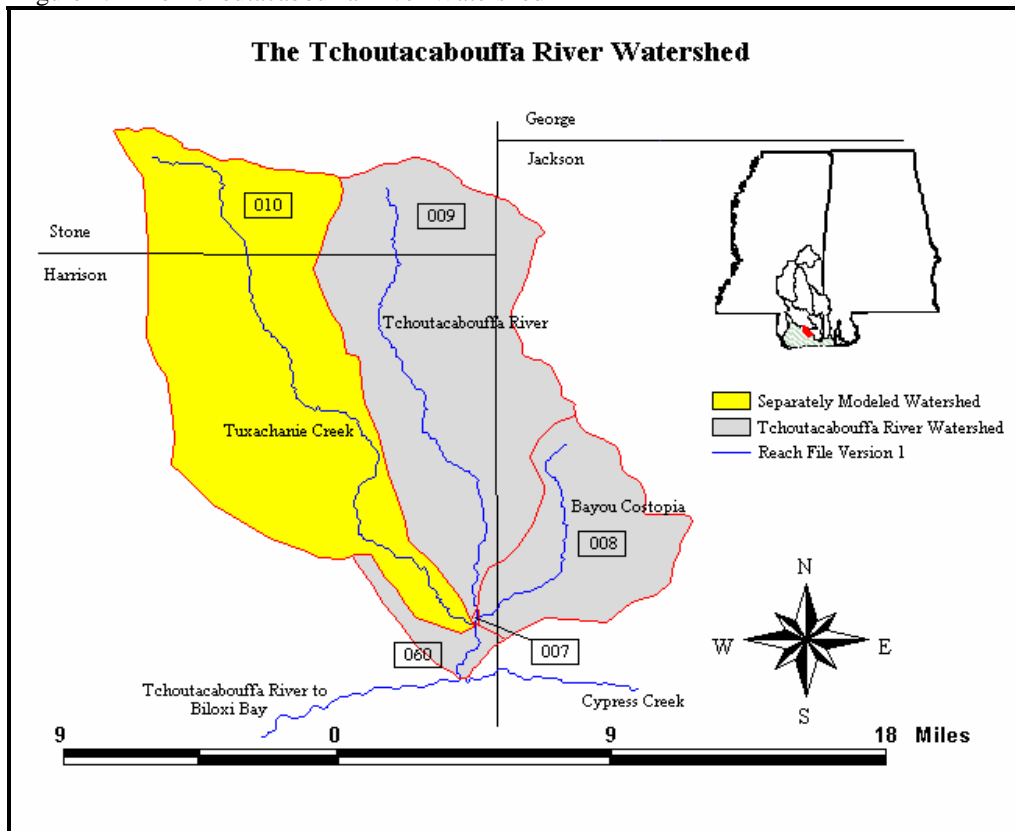 The Tchoutacabouffa River Watershed
George
Jackson
010
009
Stone
Harrison
Tchoutacabouffa River
Separately Modeled Watershed
Tchoutacabouffa River Watershed
Reach File Version 1
Tuxachanie Creek
Bayou Costopia
008
N
W
E
S
060
007
Tchoutacabouffa River to
Biloxi Bay
Cypress Creek
9 0 9 18 Miles